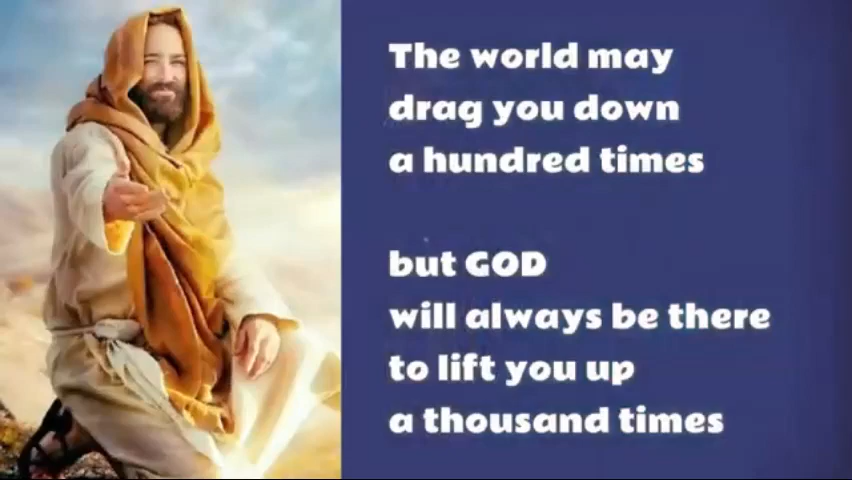 The world may
drag you down
a hundred times
but GOD
will always be there
to lift you up
a thousand times